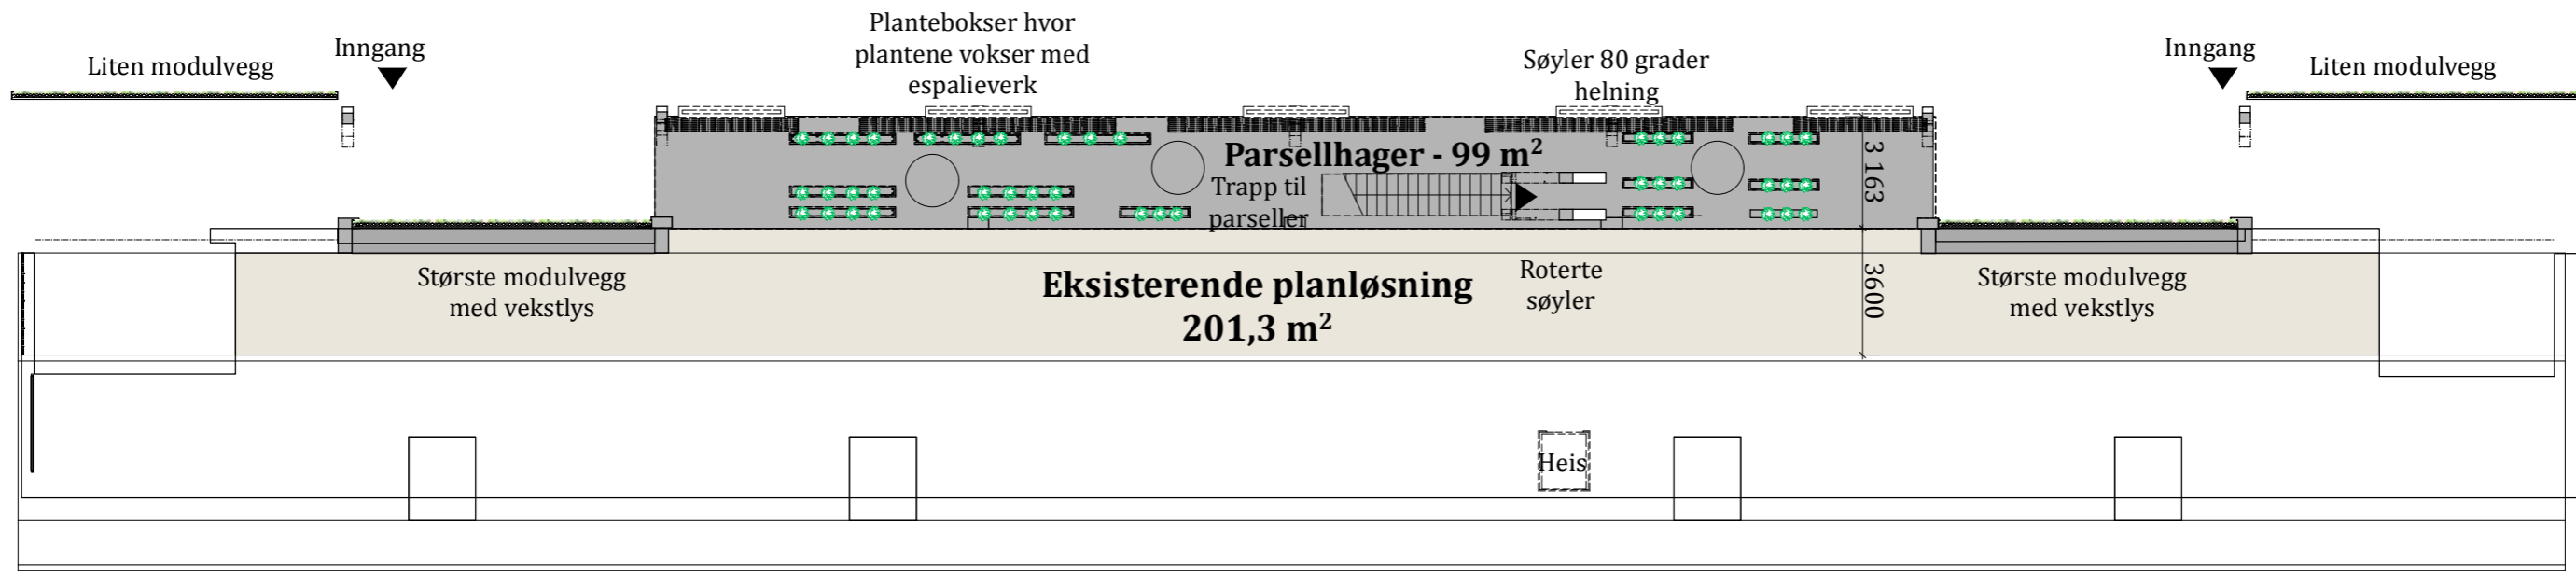 Liten modulvegg
Inngang
Plantebokser hvor
plantene vokser med
espalieverk
Søyler 80 grader
helning
Inngang
Liten modulvegg
Parsellhager - 99 m²
Trapp til
parseller
3 163
Største modulvegg
med vekstlys
Eksisterende planløsning
201,3 m²
Roterte
søyler
3600
Største modulvegg
med vekstlys
Heis